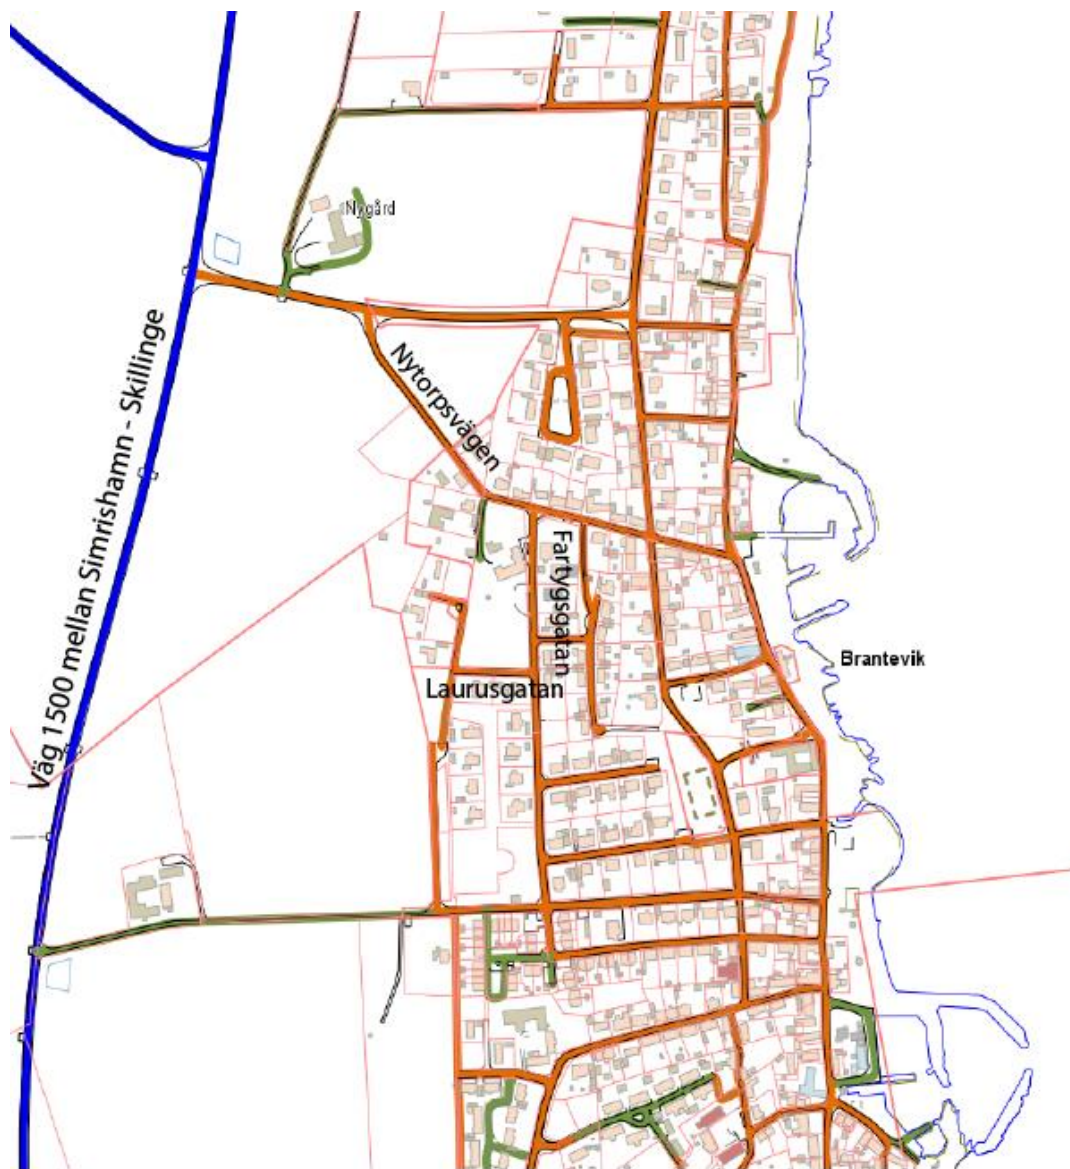 Nygård
Väg 1500 mellan Simrishamn - Skillinge
Nytorpsvägen
Fartygsgatan
Brantevik
Laurusgatan